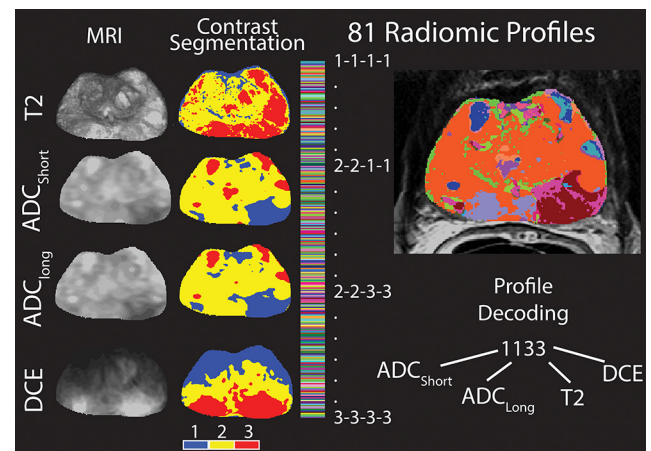 MRI
Contrast
Segmentation
81 Radiomic Profiles
T2
ADCShort
ADClong
DCE
1 2 3
1-1-1-1
2-2-1-1
2-2-3-3
3-3-3-3
Profile
Decoding
1133
ADCShort
ADCLong
T2
DCE